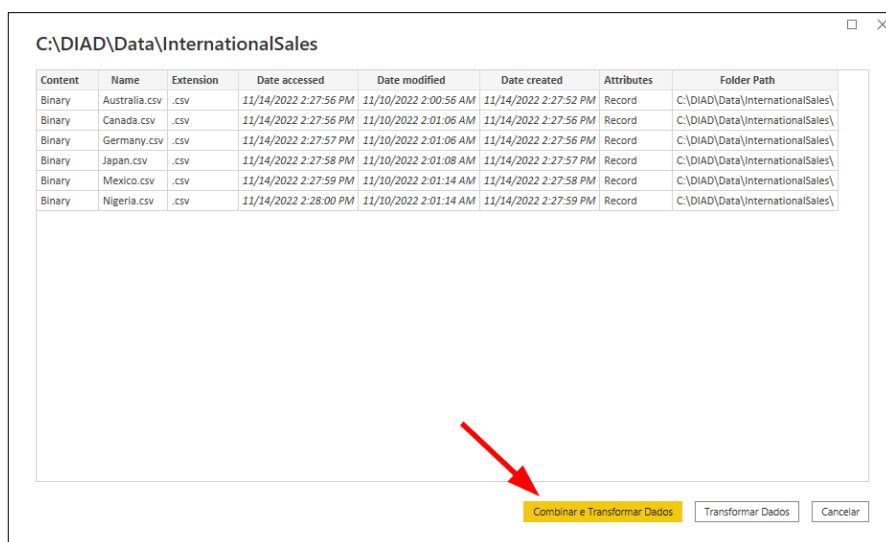 C:\DIAD\Data\InternationalSales
Content Name Extension Date accessed Date modified Date created Attributes Folder Path
Binary Australia.csv .csv 11/14/2022 2:27:56 PM 11/10/2022 2:00:56 AM 11/14/2022 2:27:52 PM Record C:\DIAD\Data\InternationalSales\
Binary Canada.csv .csv 11/14/2022 2:27:56 PM 11/10/2022 2:01:06 AM 11/14/2022 2:27:56 PM Record C:\DIAD\Data\InternationalSales\
Binary Germany.csv .csv 11/14/2022 2:27:57 PM 11/10/2022 2:01:06 AM 11/14/2022 2:27:56 PM Record C:\DIAD\Data\InternationalSales\
Binary Japan.csv .csv 11/14/2022 2:27:58 PM 11/10/2022 2:01:08 AM 11/14/2022 2:27:57 PM Record C:\DIAD\Data\InternationalSales\
Binary Mexico.csv .csv 11/14/2022 2:27:59 PM 11/10/2022 2:01:14 AM 11/14/2022 2:27:58 PM Record C:\DIAD\Data\InternationalSales\
Binary Nigeria.csv .csv 11/14/2022 2:28:00 PM 11/10/2022 2:01:14 AM 11/14/2022 2:27:59 PM Record C:\DIAD\Data\InternationalSales\
Combinar e Transformar Dados Transformar Dados Cancelar